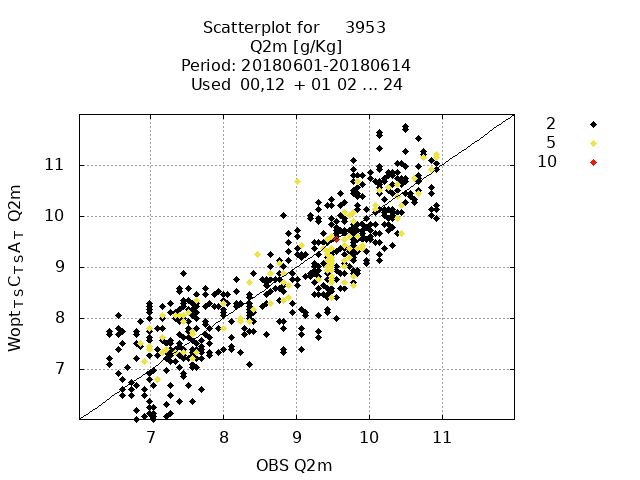 Scatterplot for 3953
Q2m [g/Kg]
Period: 20180601-20180614
Used 00,12 + 01 02 ... 24
2
5
10
11
10
9
8
7
Wopt T S C T S A T Q2m
7 8 9 10 11
OBS Q2m